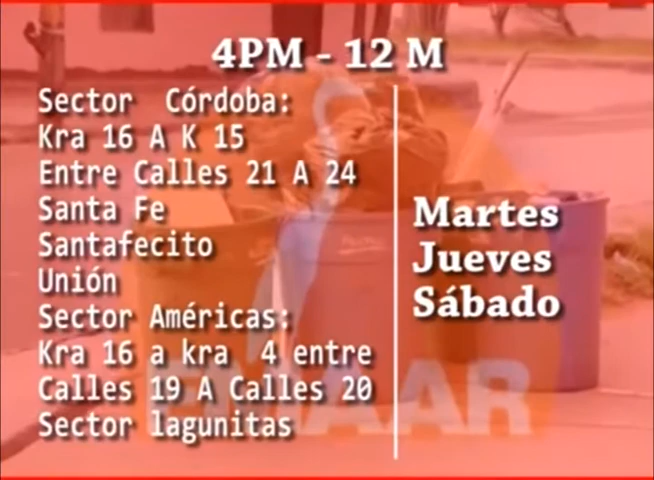 4PM - 12 M
Sector Córdoba:
Kra 16 A K 15
Entre Calles 21 A 24
Santa Fe
Santafecito
Unión
Sector Américas:
Kra 16 a kra 4 entre
Calles 19 A Calles 20
Sector lagunitas
Martes
Jueves
Sábado